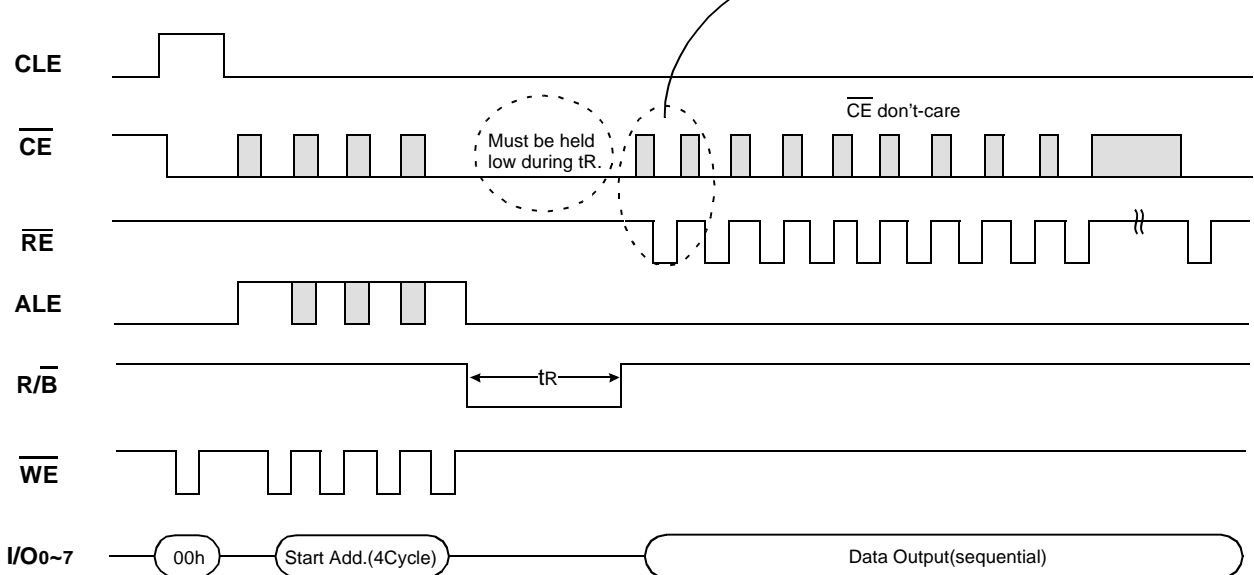 CLE
CE don't-care
CE
Must be held
low during tR.
RE
ALE
R/B
tR
WE
I/O0~7
00h
Start Add.(4Cycle)
Data Output(sequential)